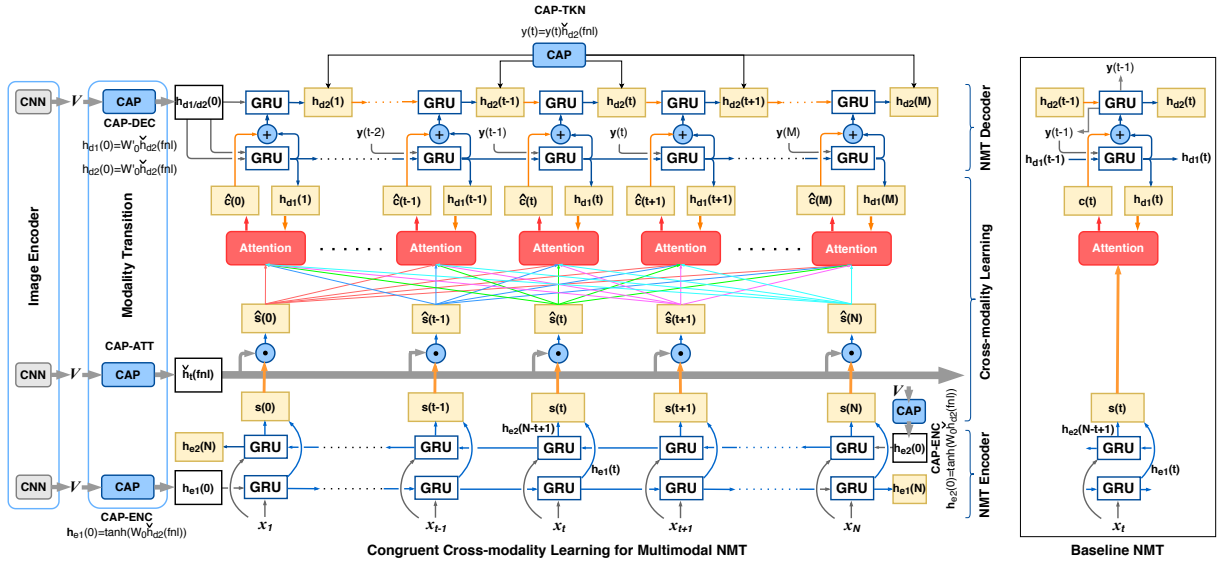 CAP-TKN
y(t)=y(t)ȟd2(fnl)
CAP
CNN
V
CAP
hd1/d2(0)
GRU
hd2(1)
GRU
hd2(t-1)
GRU
hd2(t)
GRU
hd2(t+1)
GRU
hd2(M)
CAP-DEC
hd1(0)=W'0ȟd2(fnl)
hd2(0)=W'0ȟd2(fnl)
+
+
+
+
+
y(t-2)
y(t-1)
y(t)
y(M)
GRU
GRU
GRU
GRU
GRU
ĉ(0)
hd1(1)
ĉ(t-1)
hd1(t-1)
ĉ(t)
hd1(t)
ĉ(t+1)
hd1(t+1)
ĉ(M)
hd1(M)
Attention
Attention
Attention
Attention
Attention
ŝ(0)
ŝ(t-1)
ŝ(t)
ŝ(t+1)
ŝ(N)
CAP-ATT
CNN
V
CAP
ȟt(fnl)
s(0)
s(t-1)
s(t)
s(t+1)
s(N)
V
CAP
he2(N)
GRU
GRU
he2(N-t+1)
GRU
GRU
GRU
he2(0)
CAP-ENC
he2(0)=tanh(W0ȟd2(fnl))
CNN
V
CAP
he1(0)
GRU
GRU
GRU
he1(t)
GRU
GRU
he1(N)
CAP-ENC
he1(0)=tanh(W0ȟd2(fnl))
x1
xt-1
xt
xt+1
xN
Image Encoder
Modality Transition
NMT Decoder
Cross-modality Learning
NMT Encoder
Congruent Cross-modality Learning for Multimodal NMT
y(t-1)
hd2(t-1)
GRU
hd2(t)
y(t-1)
+
hd1(t-1)
GRU
hd1(t)
c(t)
hd1(t)
Attention
s(t)
he2(N-t+1)
GRU
he1(t)
GRU
xt
Baseline NMT